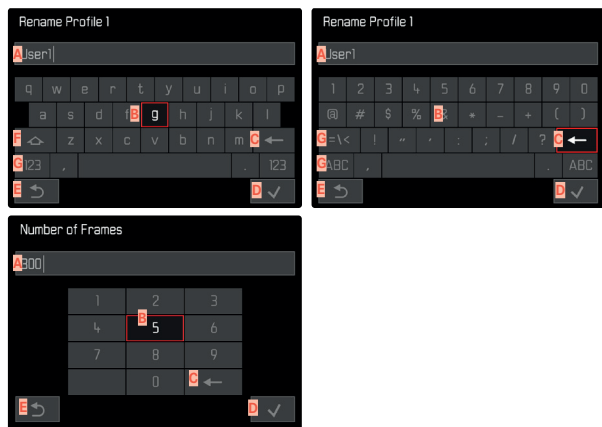 Rename Profile 1
A User1
q w e r t y u i o p
a s d f B g h j k l
F z x c v b n m C ←
G 123 , . 123
E D ✓
Rename Profile 1
A User1
1 2 3 4 5 6 7 8 9 0
@ # $ % B & * - + ( )
G =\< ! " ' : ; / ? C ←
G ABC , . ABC
E D ✓
Number of Frames
A
1 2 3
B
4 5 6
7 8 9
0 C ←
E D ✓